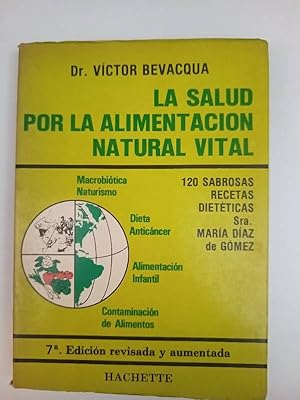 Dr. VÍCTOR BEVACQUA
LA SALUD
POR LA ALIMENTACION
NATURAL VITAL
Macrobiótica
Naturismo
Dieta
Anticáncer
Alimentación
Infantil
Contaminación
de Alimentos
120 SABROSAS
RECETAS
DIETÉTICAS
Sra.
MARÍA DÍAZ
de GÓMEZ
7ª. Edición revisada y aumentada
HACHETTE